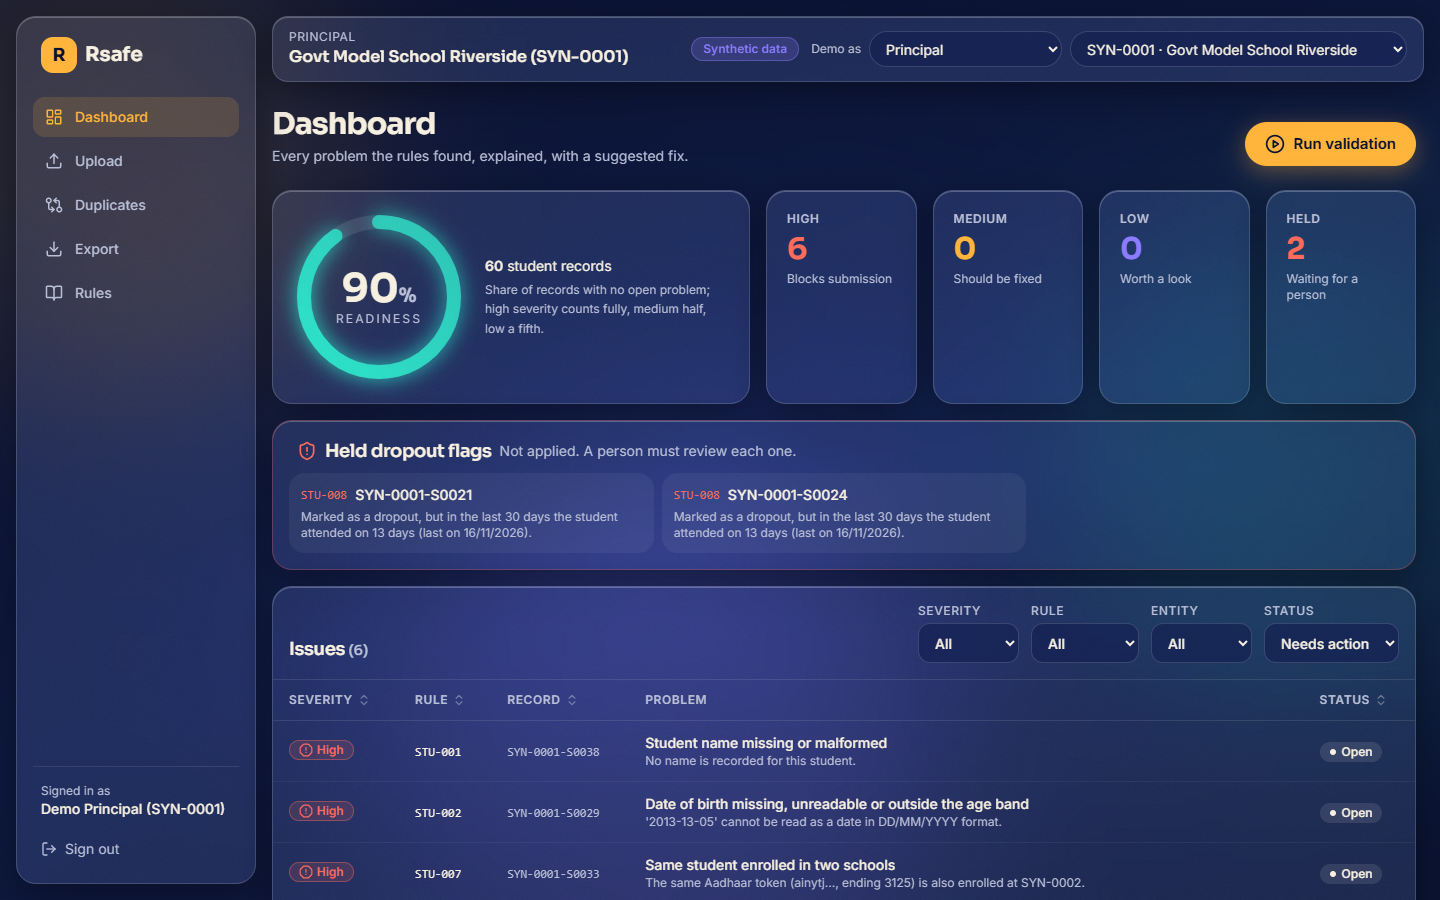 R Rsafe
Dashboard
Upload
Duplicates
Export
Rules
Signed in as
Demo Principal (SYN-0001)
Sign out
PRINCIPAL
Govt Model School Riverside (SYN-0001)
Synthetic data
Demo as
Principal
SYN-0001 · Govt Model School Riverside
Dashboard
Every problem the rules found, explained, with a suggested fix.
Run validation
90%
READINESS
60 student records
Share of records with no open problem;
high severity counts fully, medium half,
low a fifth.
HIGH
6
Blocks submission
MEDIUM
0
Should be fixed
LOW
0
Worth a look
HELD
2
Waiting for a
person
Held dropout flags Not applied. A person must review each one.
STU-008 SYN-0001-S0021
Marked as a dropout, but in the last 30 days the student
attended on 13 days (last on 16/11/2026).
STU-008 SYN-0001-S0024
Marked as a dropout, but in the last 30 days the student
attended on 13 days (last on 16/11/2026).
Issues (6)
SEVERITY
All
RULE
All
ENTITY
All
STATUS
Needs action
SEVERITY RULE RECORD PROBLEM STATUS
High STU-001 SYN-0001-S0038 Student name missing or malformed Open
No name is recorded for this student.
High STU-002 SYN-0001-S0029 Date of birth missing, unreadable or outside the age band Open
'2013-13-05' cannot be read as a date in DD/MM/YYYY format.
High STU-007 SYN-0001-S0033 Same student enrolled in two schools Open
The same Aadhaar token (ainytj..., ending 3125) is also enrolled at SYN-0002.